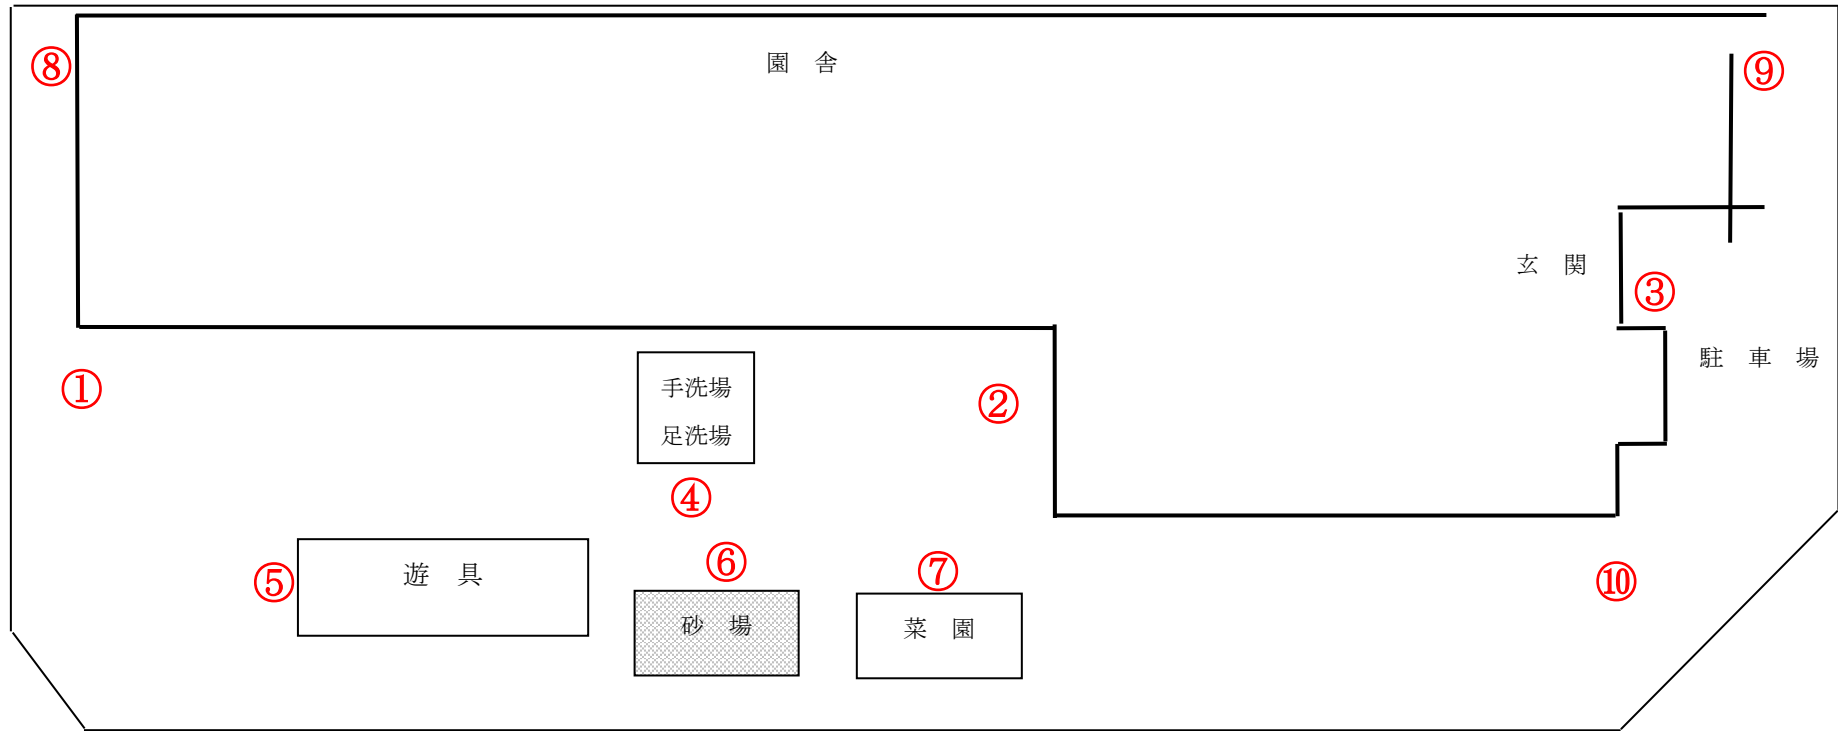 ⑧
園　舎
⑨
玄　関
③
駐　車　場
①
手洗場
足洗場
②
④
⑤
遊　具
⑥
砂　場
⑦
菜　園
⑩